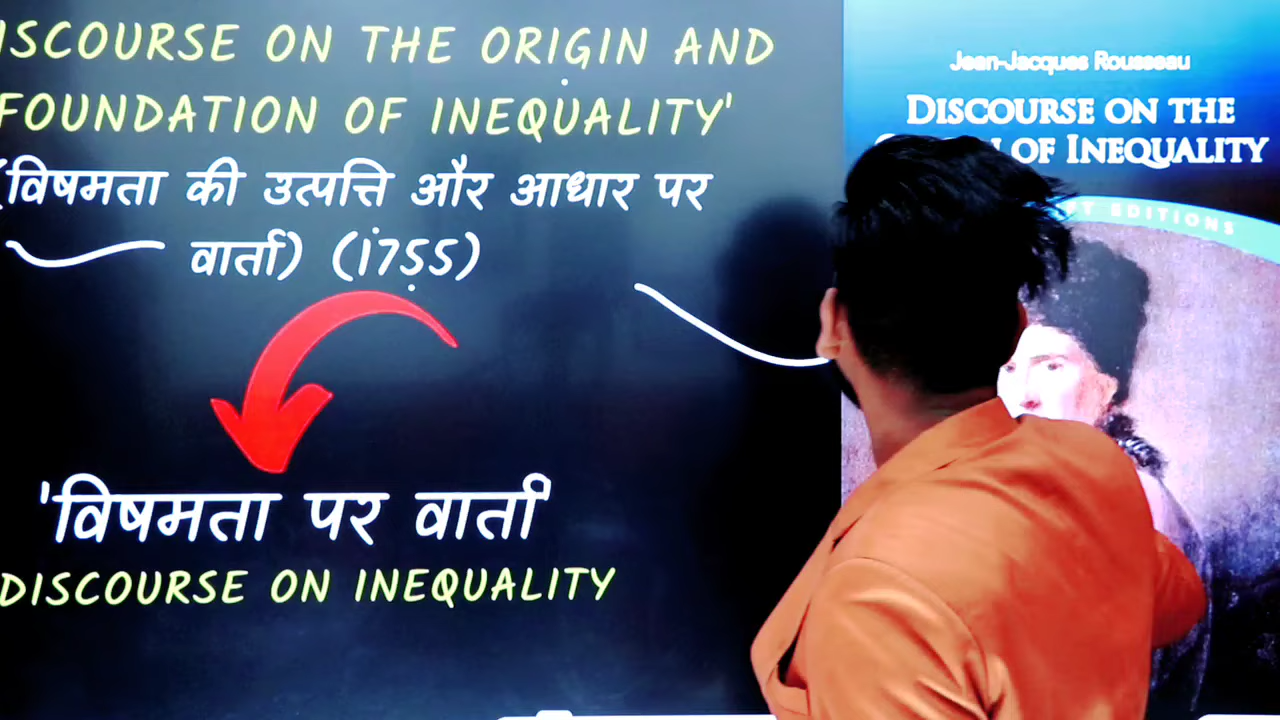 ISCOURSE ON THE ORIGIN AND
FOUNDATION OF INEQUALITY'
(विषमता की उत्पत्ति और आधार पर
वार्ता) (1755)
'विषमता पर वार्ता'
DISCOURSE ON INEQUALITY
Jean-Jacques Rousseau
DISCOURSE ON THE
OF INEQUALITY
EDITIONS